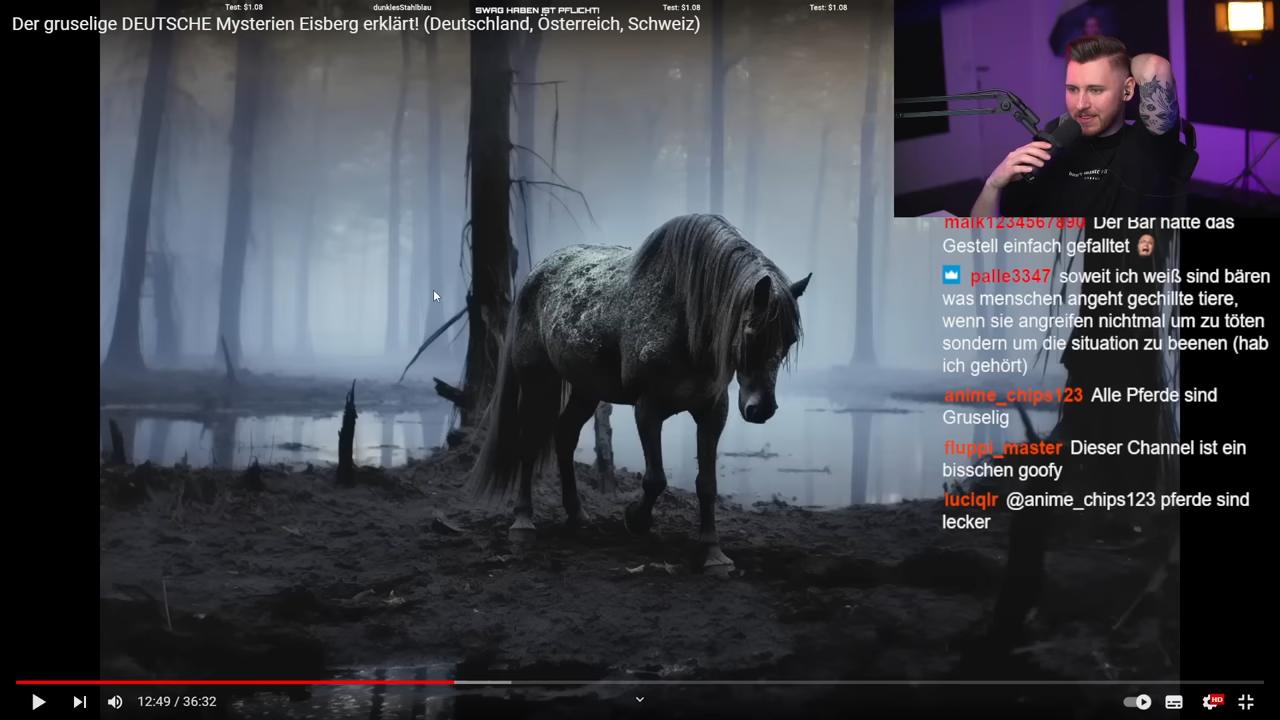 Test: $1.08
dunklesStahlblau
SWAG HABEN IST PFLICHT!
Test: $1.08
Test: $1.08
Der gruselige DEUTSCHE Mysterien Eisberg erklärt! (Deutschland, Österreich, Schweiz)
maik1234567890 Der Bär hatte das
Gestell einfach gefalltet
palle3347 soweit ich weiß sind bären
was menschen angeht gechillte tiere,
wenn sie angreifen nichtmal um zu töten
sondern um die situation zu beenen (hab
ich gehört)
anime_chips123 Alle Pferde sind
Gruselig
fluppi_master Dieser Channel ist ein
bisschen goofy
luciqlr @anime_chips123 pferde sind
lecker
12:49 / 36:32
HD